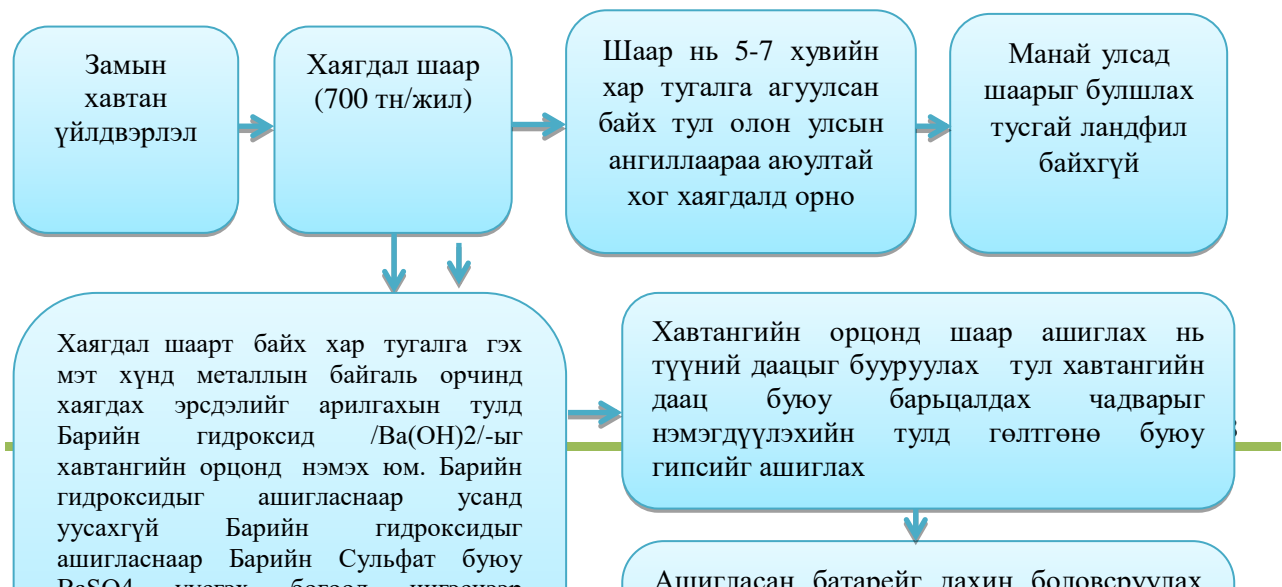 Замын
хавтан
үйлдвэрлэл
Хаягдал шаар
(700 тн/жил)
Шаар нь 5-7 хувийн
хар тугалга агуулсан
байх тул олон улсын
ангиллаараа аюултай
хог хаягдалд орно
Манай улсад
шаарыг булшлах
тусгай ландфил
байхгүй
Хаягдал шаарт байх хар тугалга гэх
мэт хүнд металлын байгаль орчинд
хаягдах эрсдэлийг арилгахын тулд
Барийн гидроксид /Ba(OH)2/-ыг
хавтангийн орцонд нэмэх юм. Барийн
гидроксидыг ашигласнаар усанд
уусахгүй Барийн гидроксидыг
ашигласнаар Барийн Сульфат буюу
Хавтангийн орцонд шаар ашиглах нь
түүний даацыг бууруулах тул хавтангийн
даац буюу барьцалдах чадварыг
нэмэгдүүлэхийн тулд гөлтгөнө буюу
гипсийг ашиглах
Ашигласан батарейг дахин боловсруулах